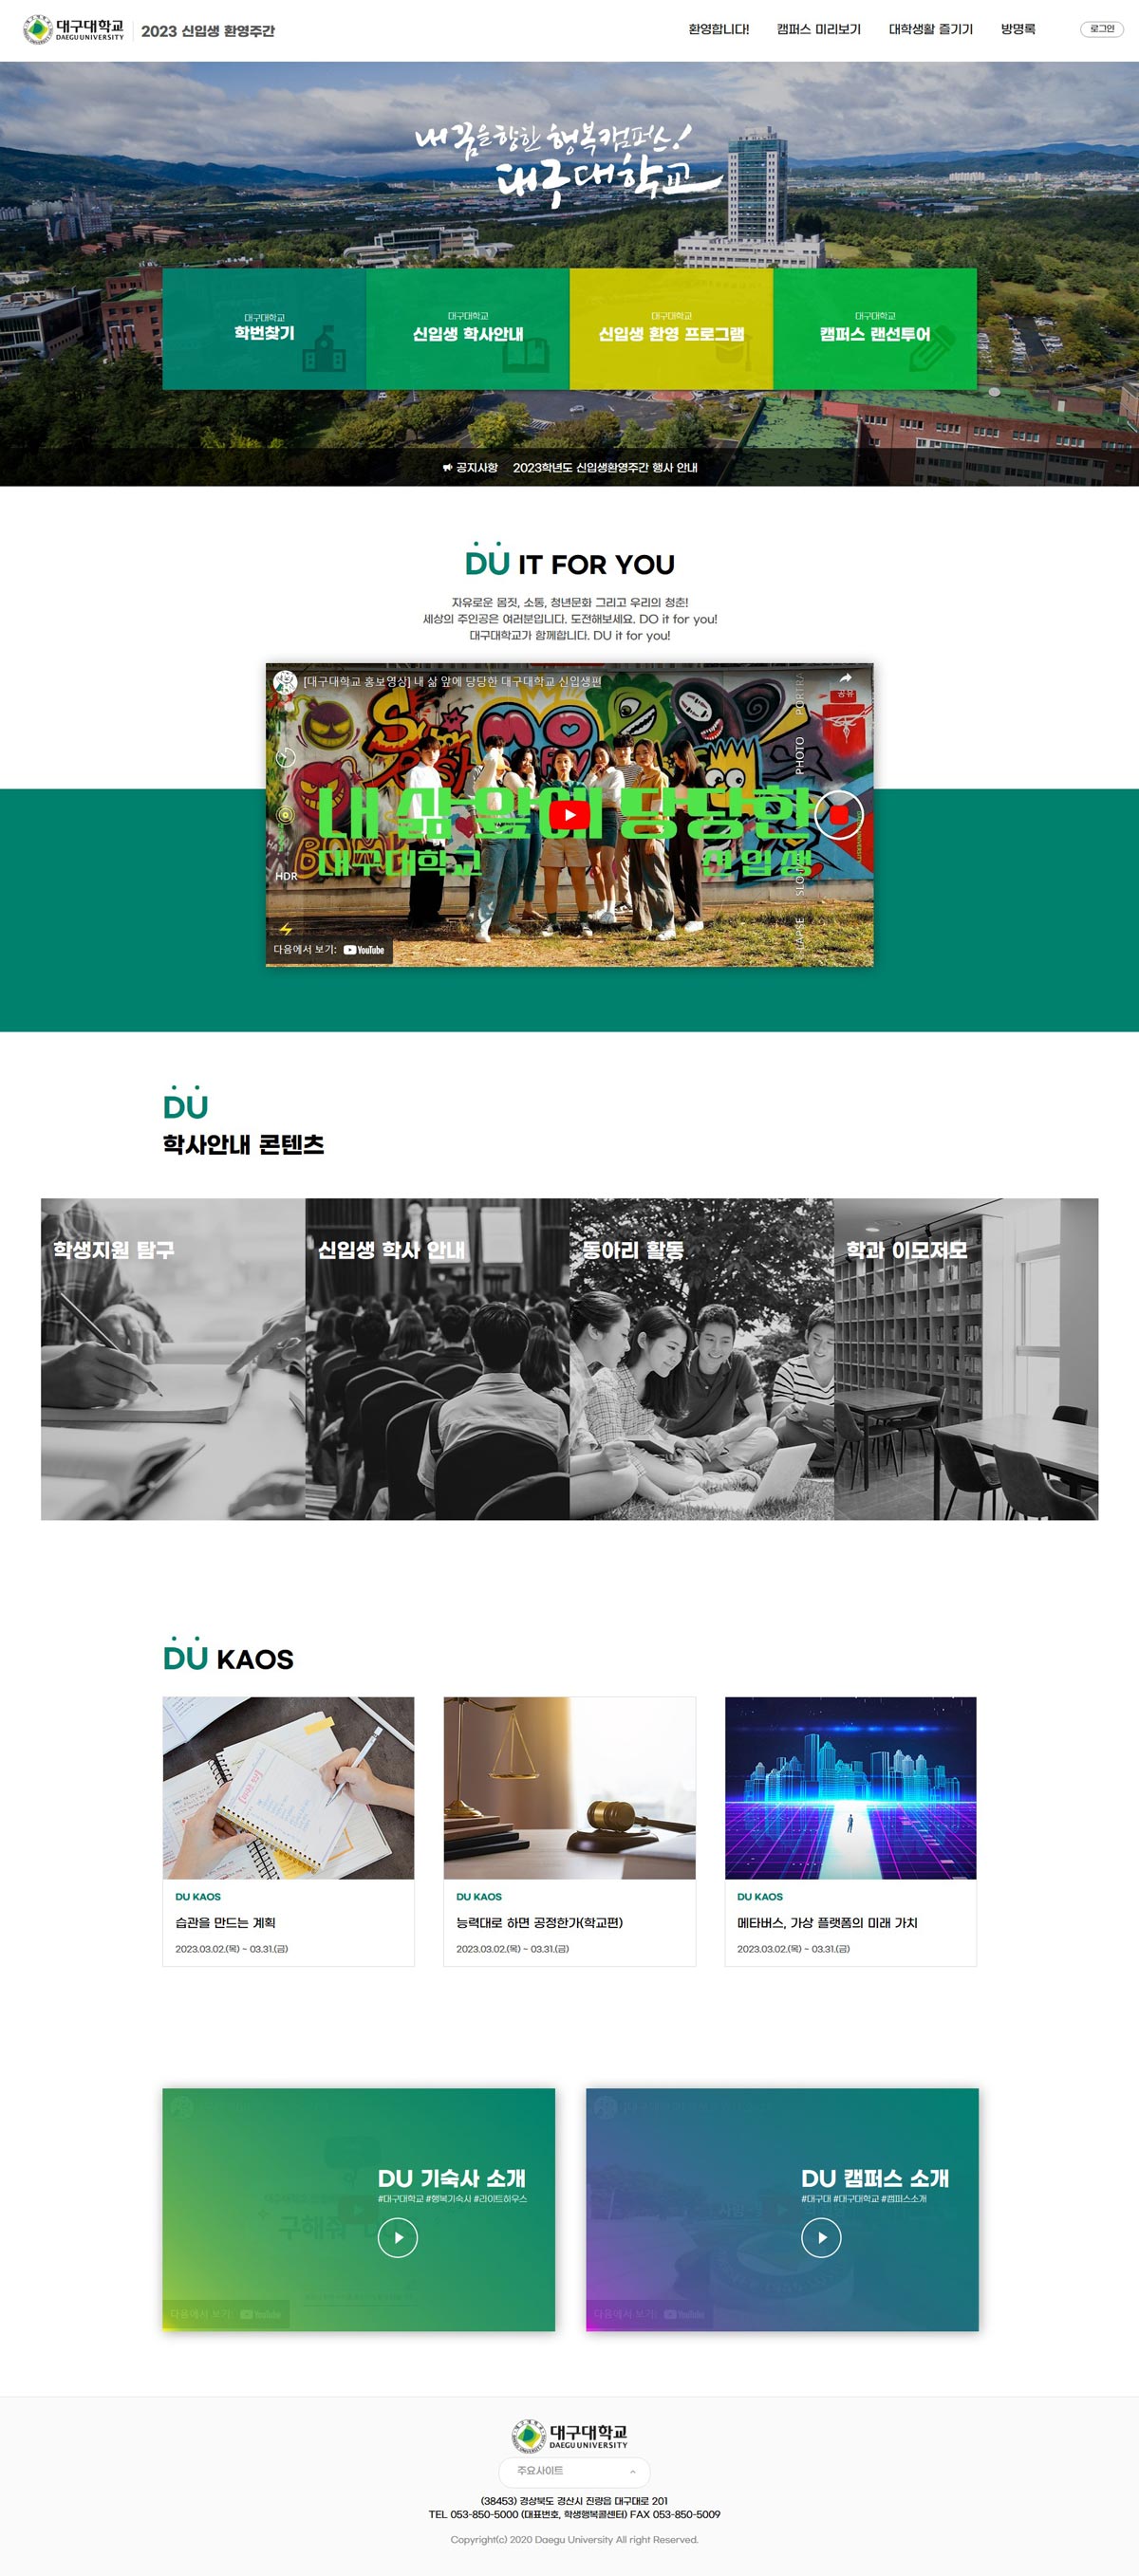 대구대학교
DAEGU UNIVERSITY
2023 신입생 환영주간
환영합니다!
캠퍼스 미리보기
대학생활 즐기기
방명록
로그인
내 꿈을 향한 행복캠퍼스!
대구대학교
대구대학교
학번찾기
대구대학교
신입생 학사안내
대구대학교
신입생 환영 프로그램
대구대학교
캠퍼스 랜선투어
공지사항 2023학년도 신입생환영주간 행사 안내
DU IT FOR YOU
자유로운 몸짓, 소통, 청년문화 그리고 우리의 청춘!
세상의 주인공은 여러분입니다. 도전해보세요. DO it for you!
대구대학교가 함께합니다. DU it for you!
[대구대학교 홍보영상] 내 삶 앞에 당당한 대구대학교 신입생편
공유
PHOTO
내 삶 앞에 당당한
대구대학교 신입생
HDR
다음에서 보기: YouTube
DU
학사안내 콘텐츠
학생지원 탐구
신입생 학사 안내
동아리 활동
학과 이모저모
DU KAOS
DU KAOS
습관을 만드는 계획
2023.03.02.(목) ~ 03.31.(금)
DU KAOS
능력대로 하면 공정한가(학교편)
2023.03.02.(목) ~ 03.31.(금)
DU KAOS
메타버스, 가상 플랫폼의 미래 가치
2023.03.02.(목) ~ 03.31.(금)
DU 기숙사 소개
#대구대학교 #행복기숙사 #라이트하우스
구해줘
다음에서 보기: YouTube
DU 캠퍼스 소개
#대구대 #대구대학교 #캠퍼스소개
다음에서 보기: YouTube
대구대학교
DAEGU UNIVERSITY
주요사이트
(38453) 경상북도 경산시 진량읍 대구대로 201
TEL 053-850-5000 (대표번호, 학생행복콜센터) FAX 053-850-5009
Copyright(c) 2020 Daegu University All right Reserved.